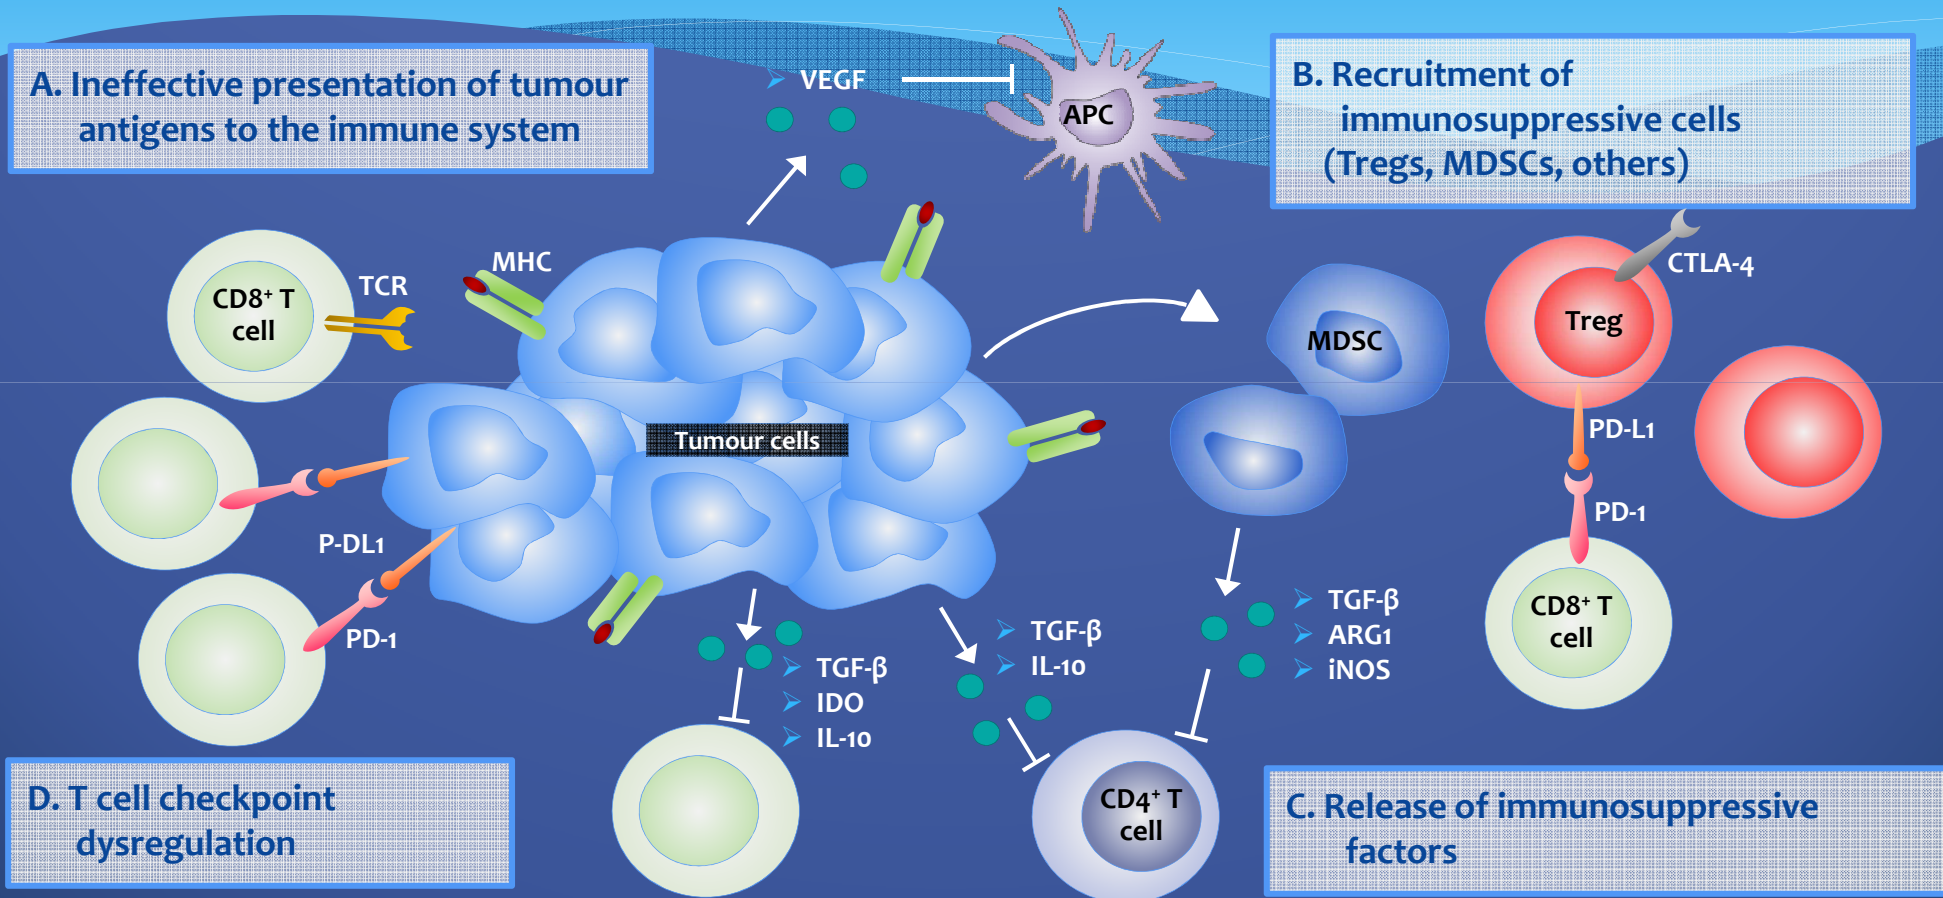 A. Ineffective presentation of tumour
antigens to the immune system
VEGF
APC
B. Recruitment of
immunosuppressive cells
(Tregs, MDSCs, others)
CD8⁺ T
cell
TCR
MHC
CTLA-4
Treg
MDSC
Tumour cells
PD-L1
PD-1
P-DL1
PD-1
CD8⁺ T
cell
TGF-β
IDO
IL-10
TGF-β
IL-10
TGF-β
ARG1
iNOS
CD4⁺ T
cell
D. T cell checkpoint
dysregulation
C. Release of immunosuppressive
factors